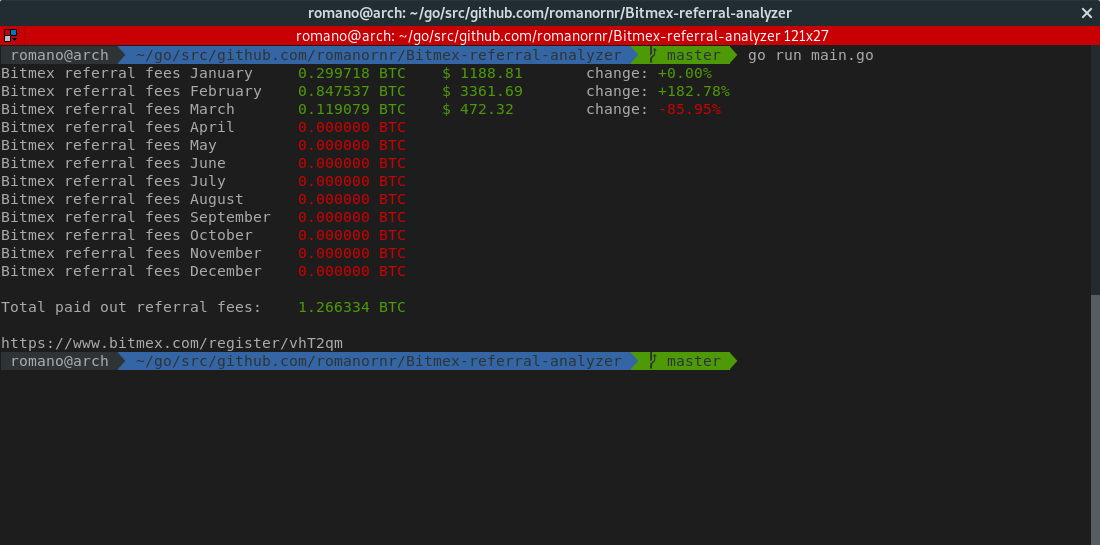 romano@arch: ~/go/src/github.com/romanornr/Bitmex-referral-analyzer
romano@arch: ~/go/src/github.com/romanornr/Bitmex-referral-analyzer 121x27
romano@arch ~/go/src/github.com/romanornr/Bitmex-referral-analyzer master go run main.go
Bitmex referral fees January 0.299718 BTC $ 1188.81 change: +0.00%
Bitmex referral fees February 0.847537 BTC $ 3361.69 change: +182.78%
Bitmex referral fees March 0.119079 BTC $ 472.32 change: -85.95%
Bitmex referral fees April 0.000000 BTC
Bitmex referral fees May 0.000000 BTC
Bitmex referral fees June 0.000000 BTC
Bitmex referral fees July 0.000000 BTC
Bitmex referral fees August 0.000000 BTC
Bitmex referral fees September 0.000000 BTC
Bitmex referral fees October 0.000000 BTC
Bitmex referral fees November 0.000000 BTC
Bitmex referral fees December 0.000000 BTC
Total paid out referral fees: 1.266334 BTC
https://www.bitmex.com/register/vhT2qm
romano@arch ~/go/src/github.com/romanornr/Bitmex-referral-analyzer master